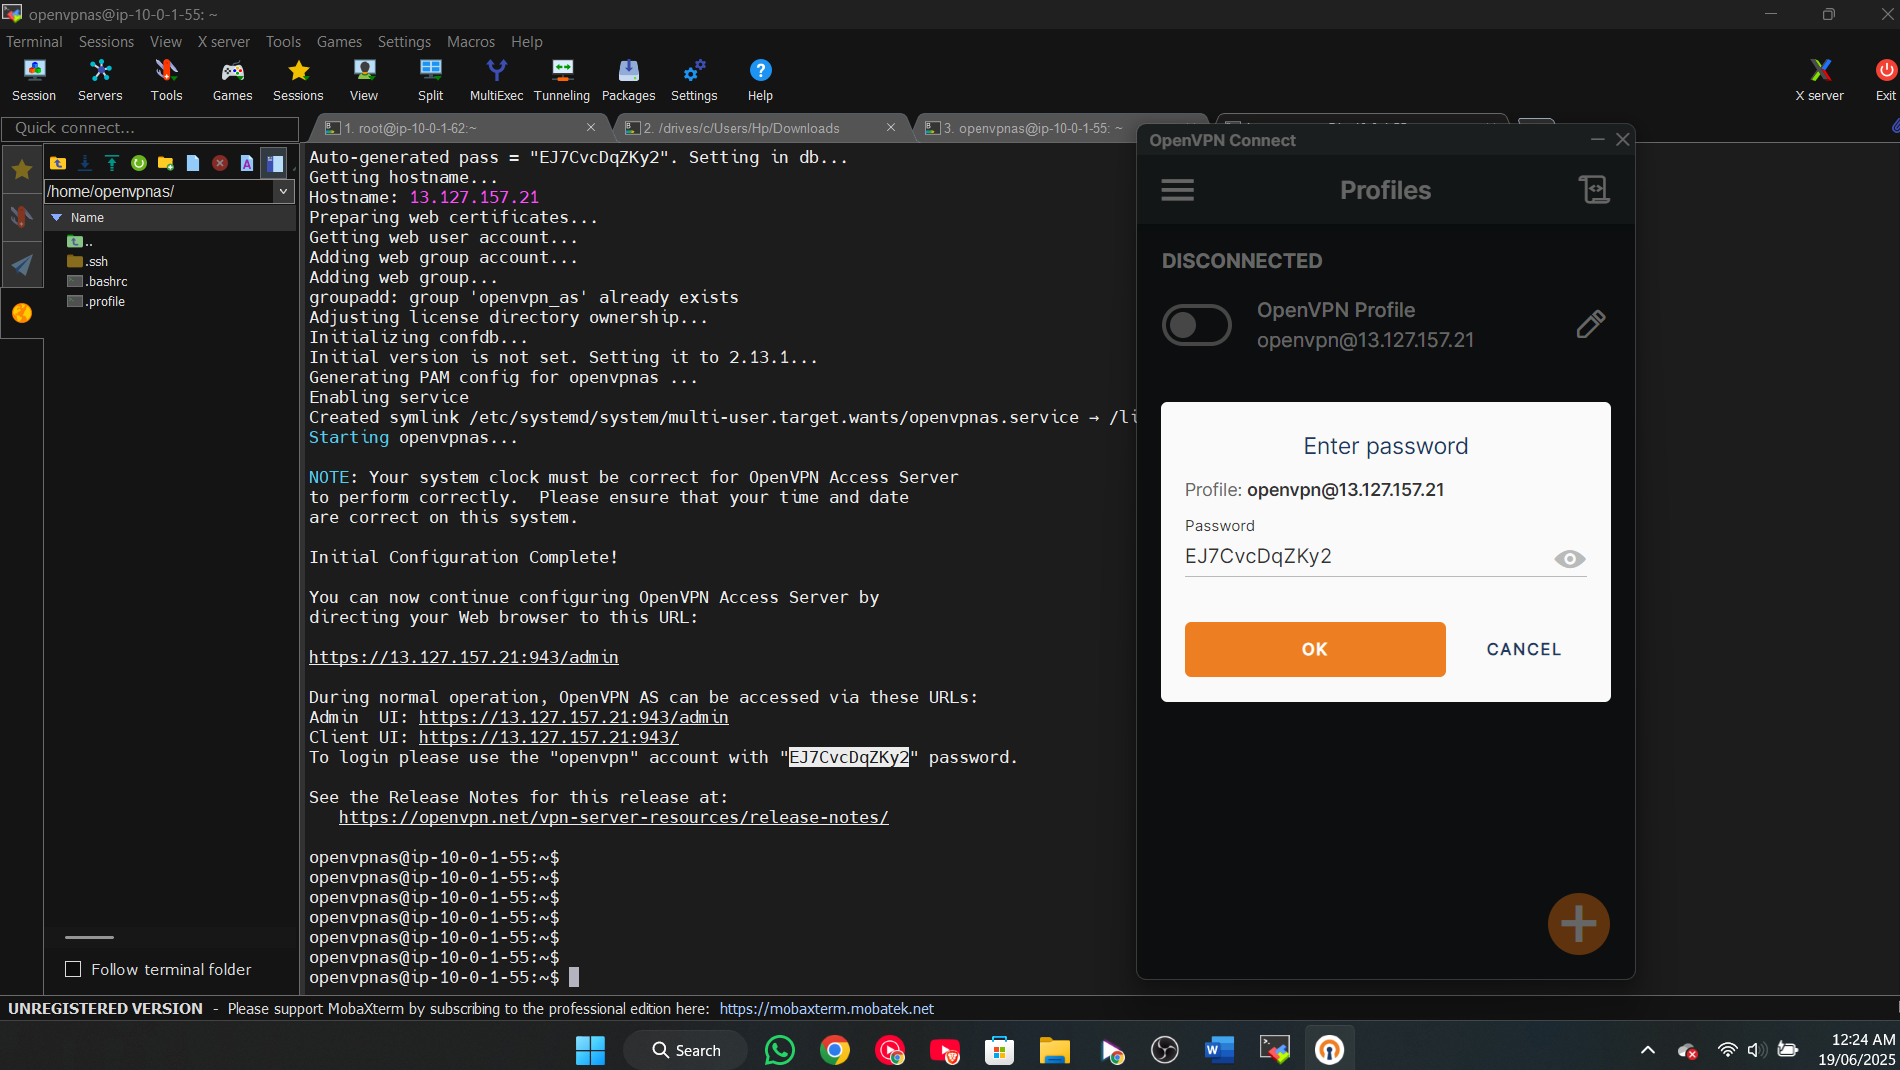 openvpnas@ip-10-0-1-55: ~
Terminal Sessions View X server Tools Games Settings Macros Help
Session Servers Tools Games Sessions View Split MultiExec Tunneling Packages Settings Help X server Exit
Quick connect...
1. root@ip-10-0-1-62:~
2. /drives/c/Users/Hp/Downloads
3. openvpnas@ip-10-0-1-55: ~
/home/openvpnas/
Name
..
.ssh
.bashrc
.profile
Follow terminal folder
Auto-generated pass = "EJ7CvcDqZKy2". Setting in db...
Getting hostname...
Hostname: 13.127.157.21
Preparing web certificates...
Getting web user account...
Adding web group account...
Adding web group...
groupadd: group 'openvpn_as' already exists
Adjusting license directory ownership...
Initializing confdb...
Initial version is not set. Setting it to 2.13.1...
Generating PAM config for openvpnas ...
Enabling service
Created symlink /etc/systemd/system/multi-user.target.wants/openvpnas.service → /li
Starting openvpnas...
NOTE: Your system clock must be correct for OpenVPN Access Server
to perform correctly.  Please ensure that your time and date
are correct on this system.
Initial Configuration Complete!
You can now continue configuring OpenVPN Access Server by
directing your Web browser to this URL:
https://13.127.157.21:943/admin
During normal operation, OpenVPN AS can be accessed via these URLs:
Admin  UI: https://13.127.157.21:943/admin
Client UI: https://13.127.157.21:943/
To login please use the "openvpn" account with "EJ7CvcDqZKy2" password.
See the Release Notes for this release at:
https://openvpn.net/vpn-server-resources/release-notes/
openvpnas@ip-10-0-1-55:~$
openvpnas@ip-10-0-1-55:~$
openvpnas@ip-10-0-1-55:~$
openvpnas@ip-10-0-1-55:~$
openvpnas@ip-10-0-1-55:~$
openvpnas@ip-10-0-1-55:~$
openvpnas@ip-10-0-1-55:~$
OpenVPN Connect
Profiles
DISCONNECTED
OpenVPN Profile
openvpn@13.127.157.21
Enter password
Profile: openvpn@13.127.157.21
Password
EJ7CvcDqZKy2
OK CANCEL
UNREGISTERED VERSION - Please support MobaXterm by subscribing to the professional edition here: https://mobaxterm.mobatek.net
Search
12:24 AM
19/06/2025